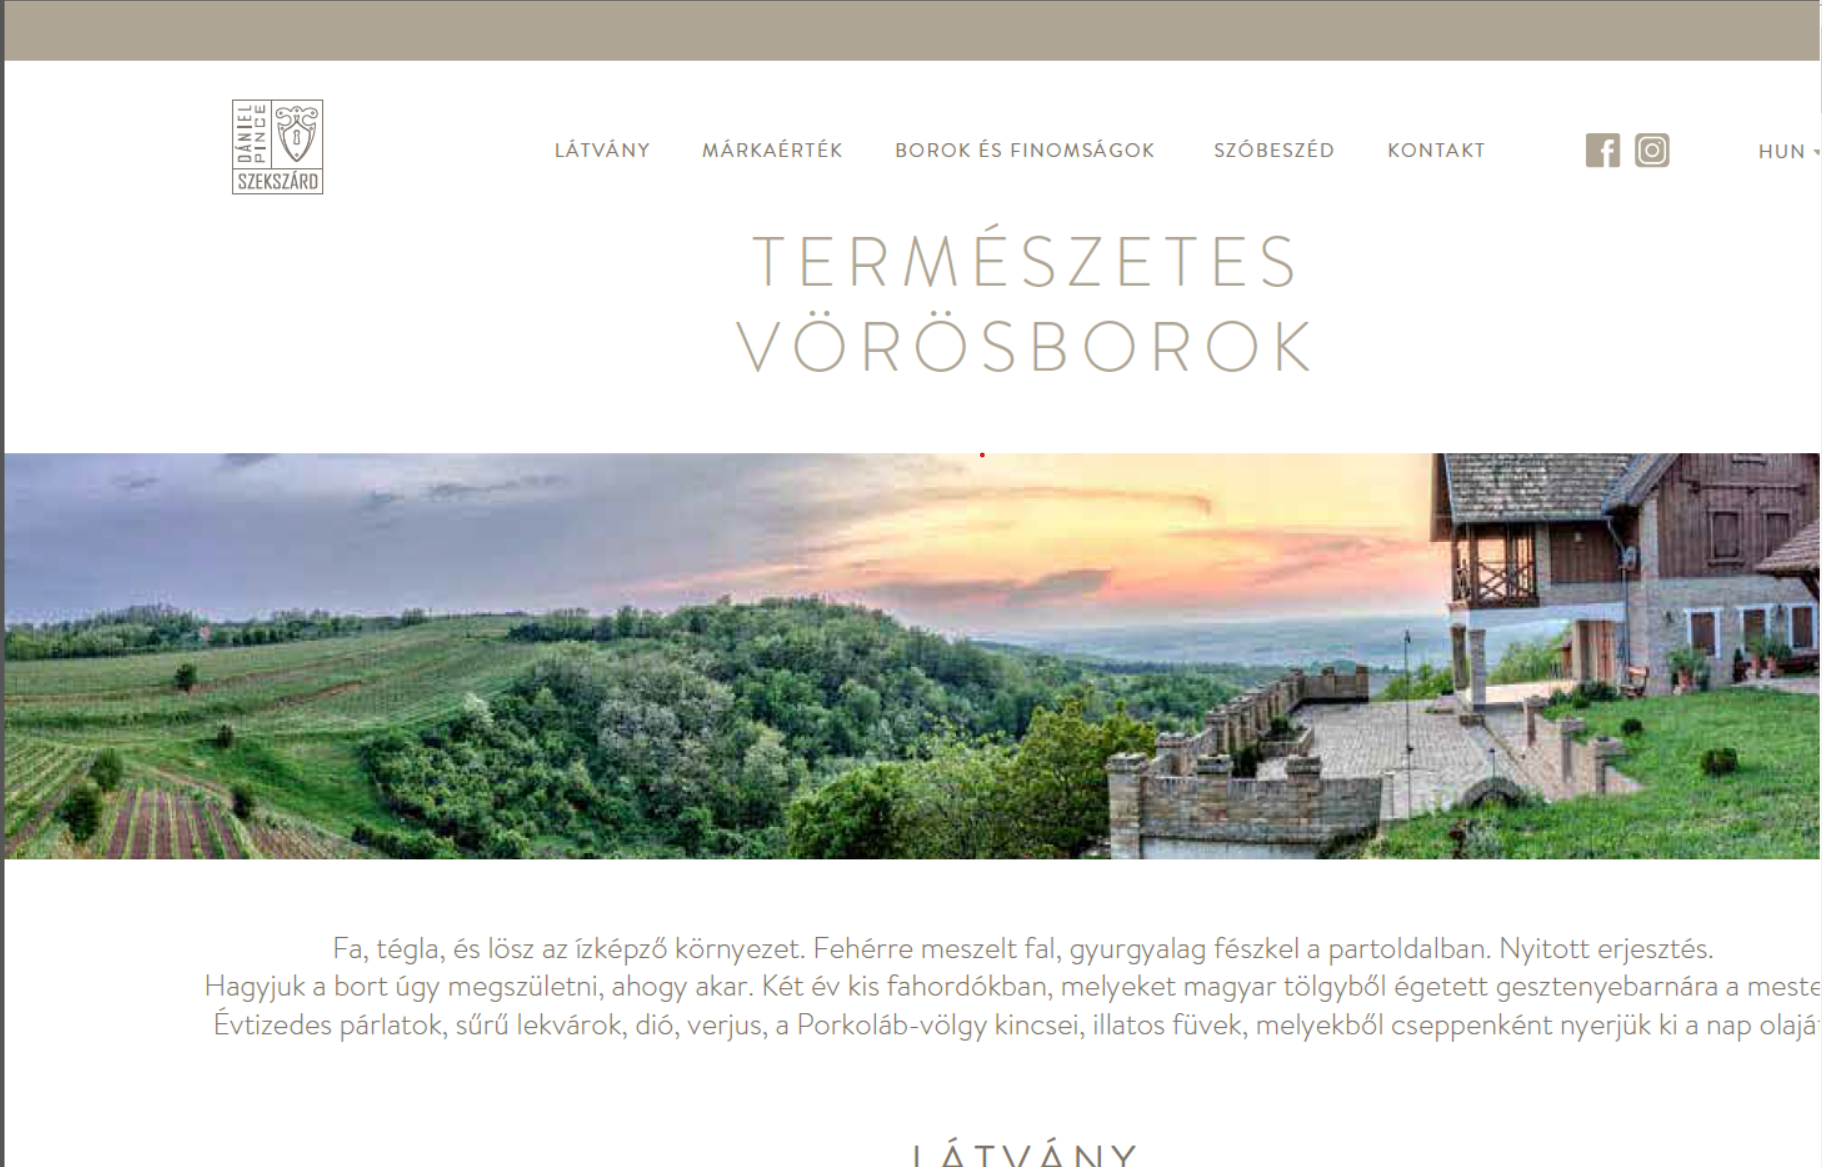 DÁNIEL
PINCE
SZEKSZÁRD
LÁTVÁNY MÁRKAÉRTÉK BOROK ÉS FINOMSÁGOK SZÓBESZÉD KONTAKT HUN
TERMÉSZETES
VÖRÖSBOROK
Fa, tégla, és lösz az ízképző környezet. Fehérre meszelt fal, gyurgyalag fészkel a partoldalban. Nyitott erjesztés.
Hagyjuk a bort úgy megszületni, ahogy akar. Két év kis fahordókban, melyeket magyar tölgyből égetett gesztenyebarnára a meste
Évtizedes párlatok, sűrű lekvárok, dió, verjus, a Porkoláb-völgy kincsei, illatos füvek, melyekből cseppenként nyerjük ki a nap olajá
LÁTVÁNY